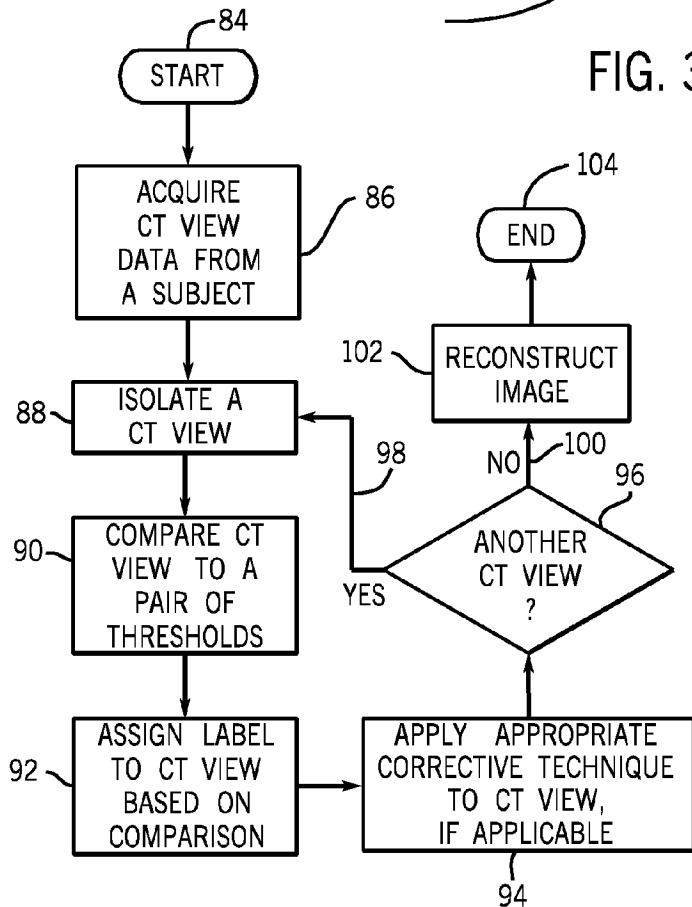 84
START
FIG. 3
ACQUIRE
CT VIEW
DATA FROM
A SUBJECT
86
104
END
88
ISOLATE A
CT VIEW
102
RECONSTRUCT
IMAGE
98
NO
100
96
90
COMPARE CT
VIEW TO A
PAIR OF
THRESHOLDS
YES
ANOTHER
CT VIEW
?
92
ASSIGN LABEL
TO CT VIEW
BASED ON
COMPARISON
APPLY APPROPRIATE
CORRECTIVE TECHNIQUE
TO CT VIEW,
IF APPLICABLE
94